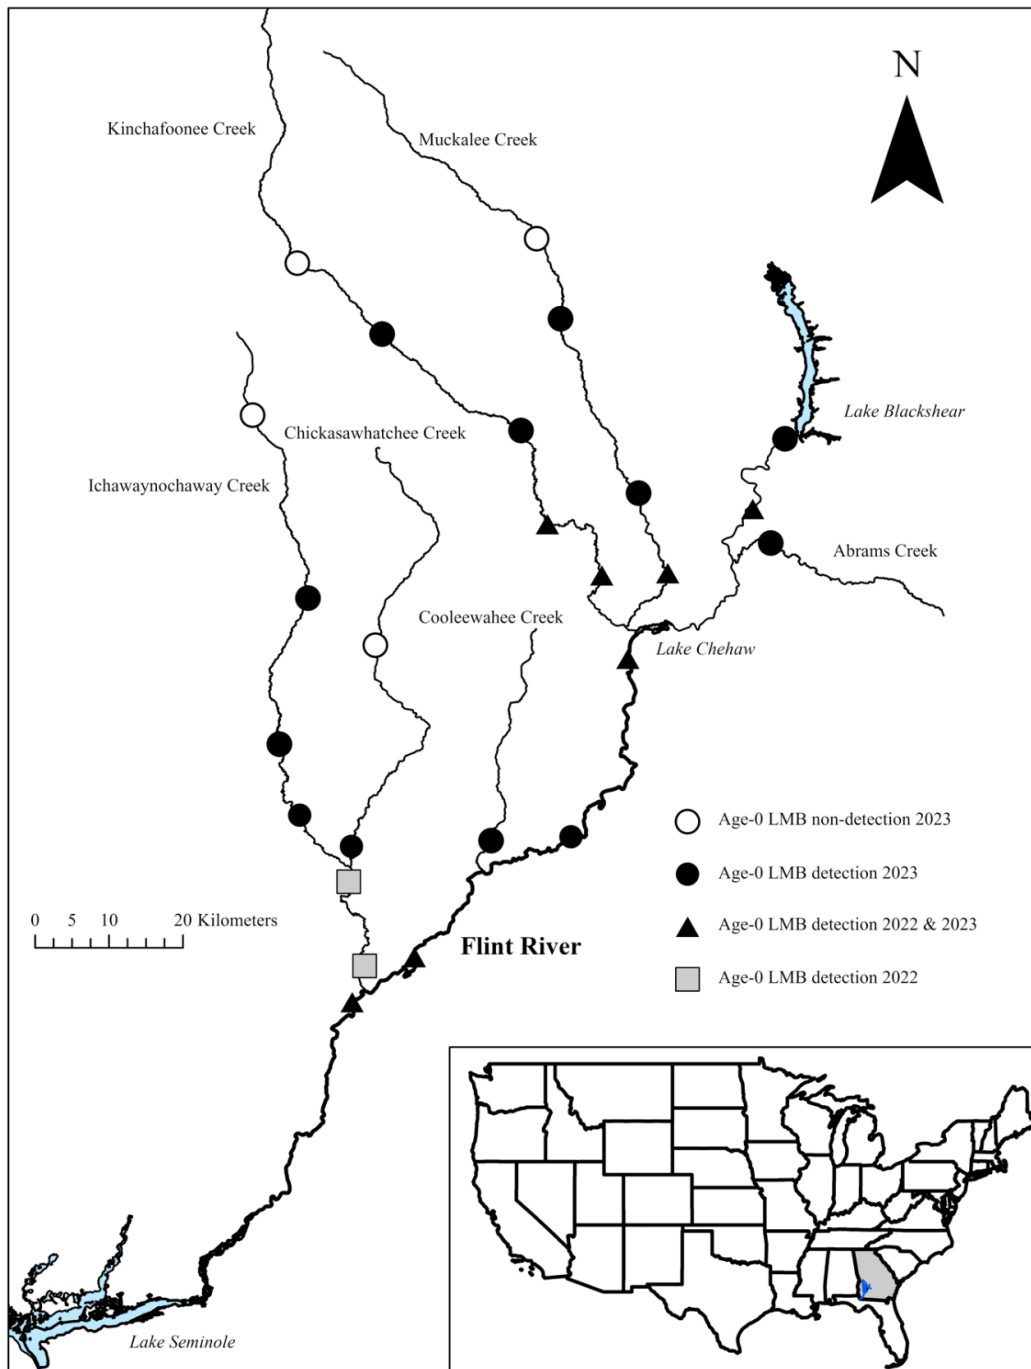 N
Kinchafoonee Creek
Muckalee Creek
Lake Blackshear
Chickasawhatchee Creek
Ichawaynochaway Creek
Abrams Creek
Cooleewahee Creek
Lake Chehaw
Age-0 LMB non-detection 2023
Age-0 LMB detection 2023
0 5 10 20 Kilometers
Age-0 LMB detection 2022 & 2023
Flint River
Age-0 LMB detection 2022
Lake Seminole